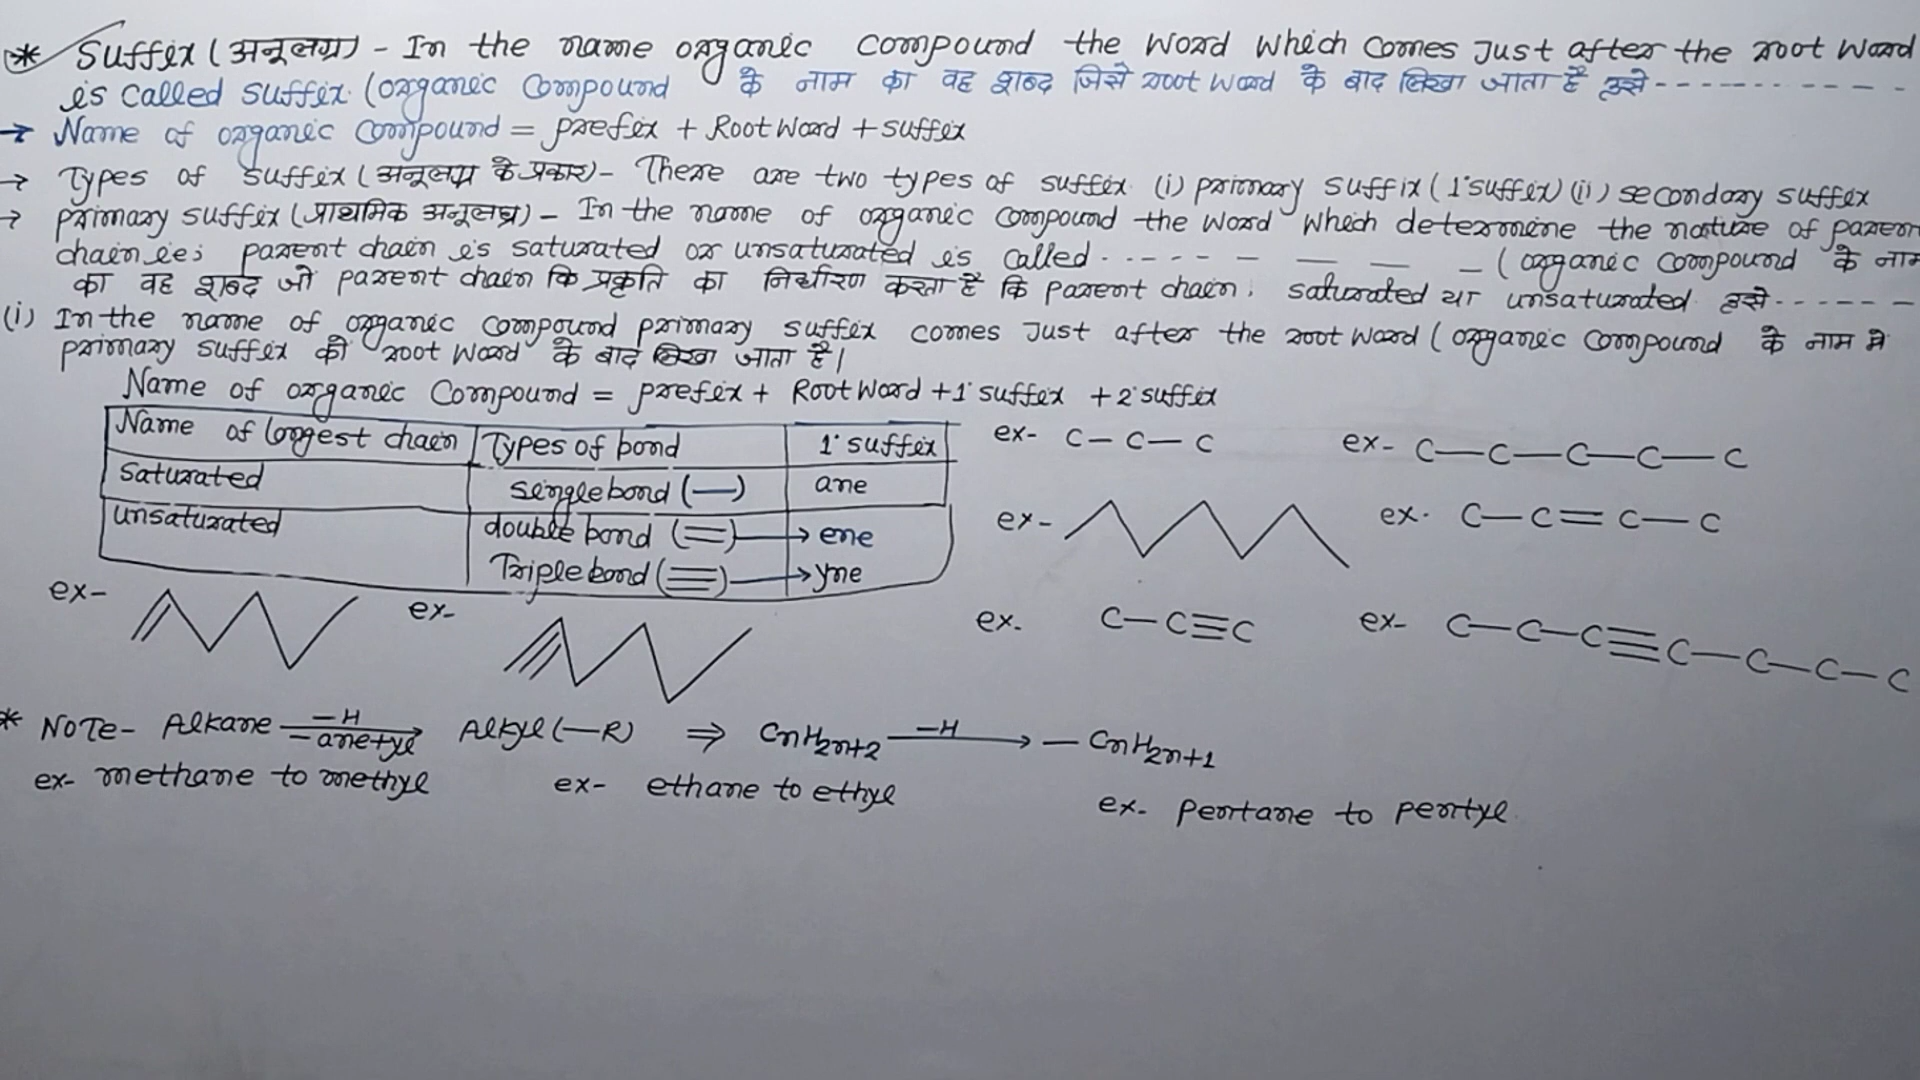 * Suffix (अनूलग्न) - In the name organic compound the word which comes Just after the root word
is called suffix. (organic compound के नाम का वह शब्द जिसे root word के बाद लिखा जाता है उसे - - - - - - - - - - -
→ Name of organic compound = prefix + Root word + suffix
→ Types of suffix (अनूलग्न के प्रकार) - There are two types of suffix. (i) primary suffix (1° suffix) (ii) secondary suffix
→ primary suffix (प्राथमिक अनूलग्न) - In the name of organic compound the word which determine the nature of parent
chain ie; parent chain is saturated or unsaturated is called - - - - - - - - - (organic compound के नाम
का वह शब्द जो parent chain कि प्रकृति का निर्धारण करता है कि parent chain, saturated या unsaturated उसे - - - - - -
(i) In the name of organic compound primary suffix comes Just after the root word (organic compound के नाम मे
primary suffix को root word के बाद लिखा जाता है।
Name of organic Compound = prefix + Root word + 1° suffix + 2° suffix
Name of longest chain | Types of bond | 1° suffix
saturated | single bond (—) | ane
unsaturated | double bond (=) → ene
Triple bond (≡) → yne
ex- C-C-C
ex- C-C-C-C-C
ex-
ex- C-C=C-C
ex-
ex-
ex- C-C≡C
ex- C-C-C≡C-C-C-C
* NOTE- Alkane -H -ane+yl → Alkyl (-R) ⇒ CnH2n+2 -H → - CnH2n+1
ex- methane to methyl ex- ethane to ethyl ex- pentane to pentyl.